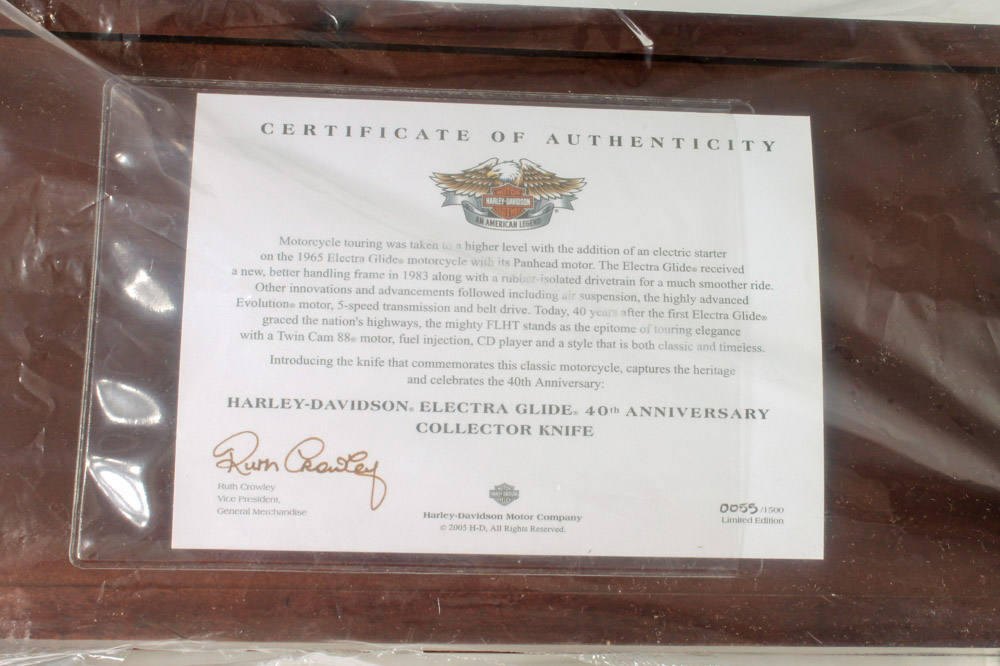 CERTIFICATE OF AUTHENTICITY
MOTOR
HARLEY-DAVIDSON
AN AMERICAN LEGEND
Motorcycle touring was taken to a higher level with the addition of an electric starter
on the 1965 Electra Glide® motorcycle with its Panhead motor. The Electra Glide® received
a new, better handling frame in 1983 along with a rubber-isolated drivetrain for a much smoother ride.
Other innovations and advancements followed including air suspension, the highly advanced
Evolution® motor, 5-speed transmission and belt drive. Today, 40 years after the first Electra Glide®
graced the nation's highways, the mighty FLHT stands as the epitome of touring elegance
with a Twin Cam 88® motor, fuel injection, CD player and a style that is both classic and timeless.
Introducing the knife that commemorates this classic motorcycle, captures the heritage
and celebrates the 40th Anniversary:
HARLEY-DAVIDSON® ELECTRA GLIDE® 40th ANNIVERSARY
COLLECTOR KNIFE
Ruth Crowley
Ruth Crowley
Vice President,
General Merchandise
Harley-Davidson Motor Company
© 2005 H-D, All Rights Reserved.
0055 /1500
Limited Edition